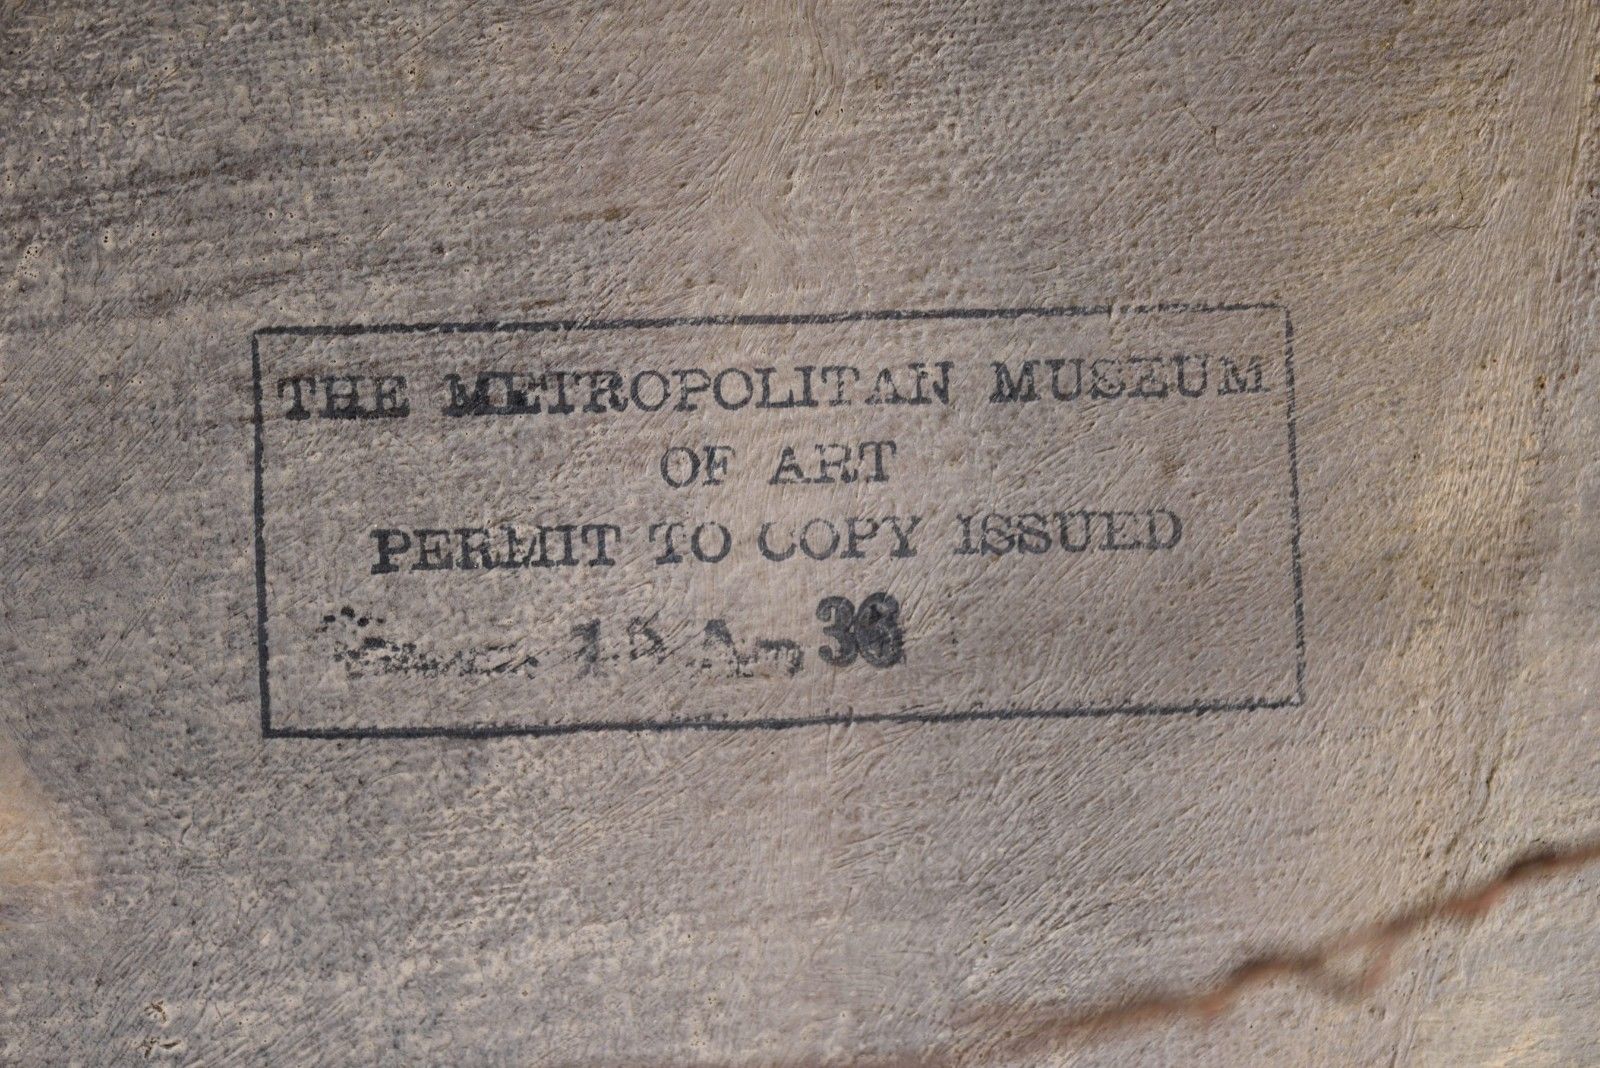 THE METROPOLITAN MUSEUM
OF ART
PERMIT TO COPY ISSUED
36